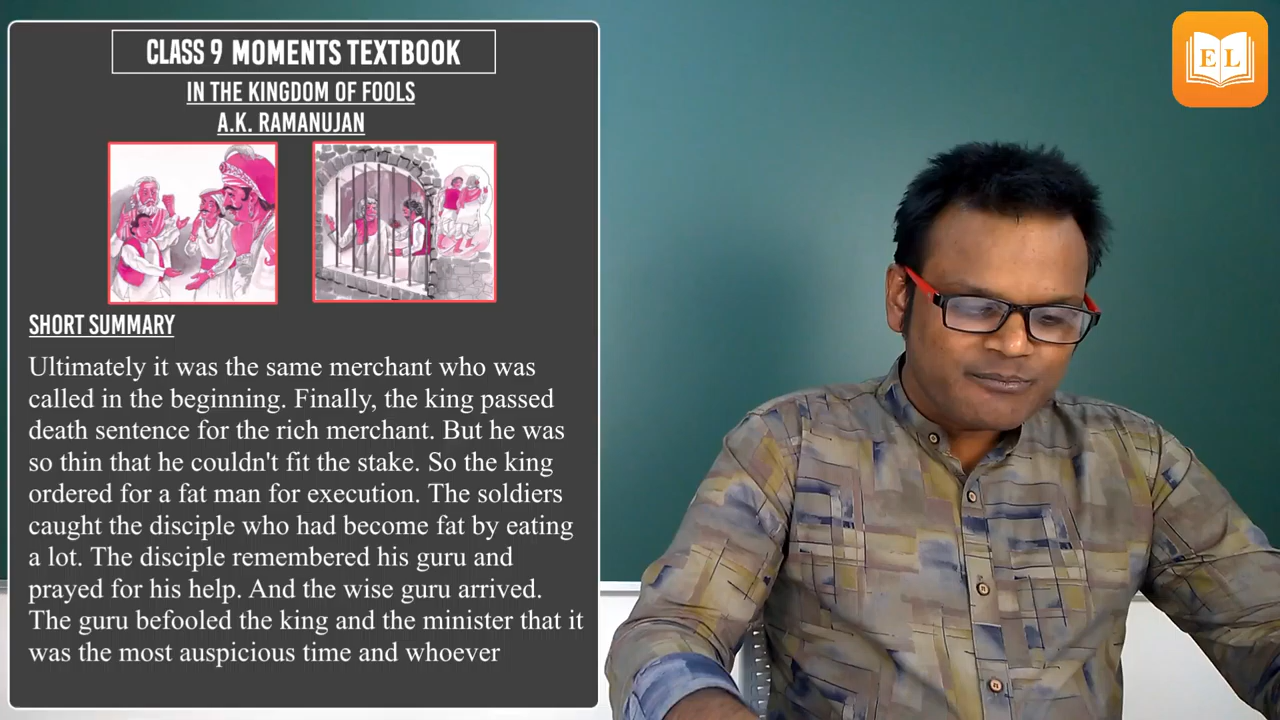 CLASS 9 MOMENTS TEXTBOOK
IN THE KINGDOM OF FOOLS
A.K. RAMANUJAN
SHORT SUMMARY
Ultimately it was the same merchant who was
called in the beginning. Finally, the king passed
death sentence for the rich merchant. But he was
so thin that he couldn't fit the stake. So the king
ordered for a fat man for execution. The soldiers
caught the disciple who had become fat by eating
a lot. The disciple remembered his guru and
prayed for his help. And the wise guru arrived.
The guru befooled the king and the minister that it
was the most auspicious time and whoever
EL